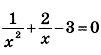 1/x² + 2/x − 3 = 0